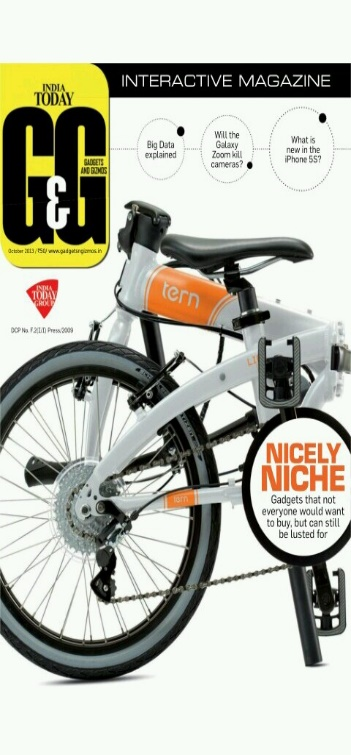 INTERACTIVE MAGAZINE
INDIA
TODAY
G&G
GADGETS
AND GIZMOS
October 2013 / ₹50/ www.gadgetsngizmos.in
Big Data
explained
Will the
Galaxy
Zoom kill
cameras?
What is
new in the
iPhone 5S?
INDIA
TODAY
GROUP
DCP No. F.2(I/I) Press/2009
tern
tern
NICELY
NICHE
Gadgets that not
everyone would want
to buy, but can still
be lusted for